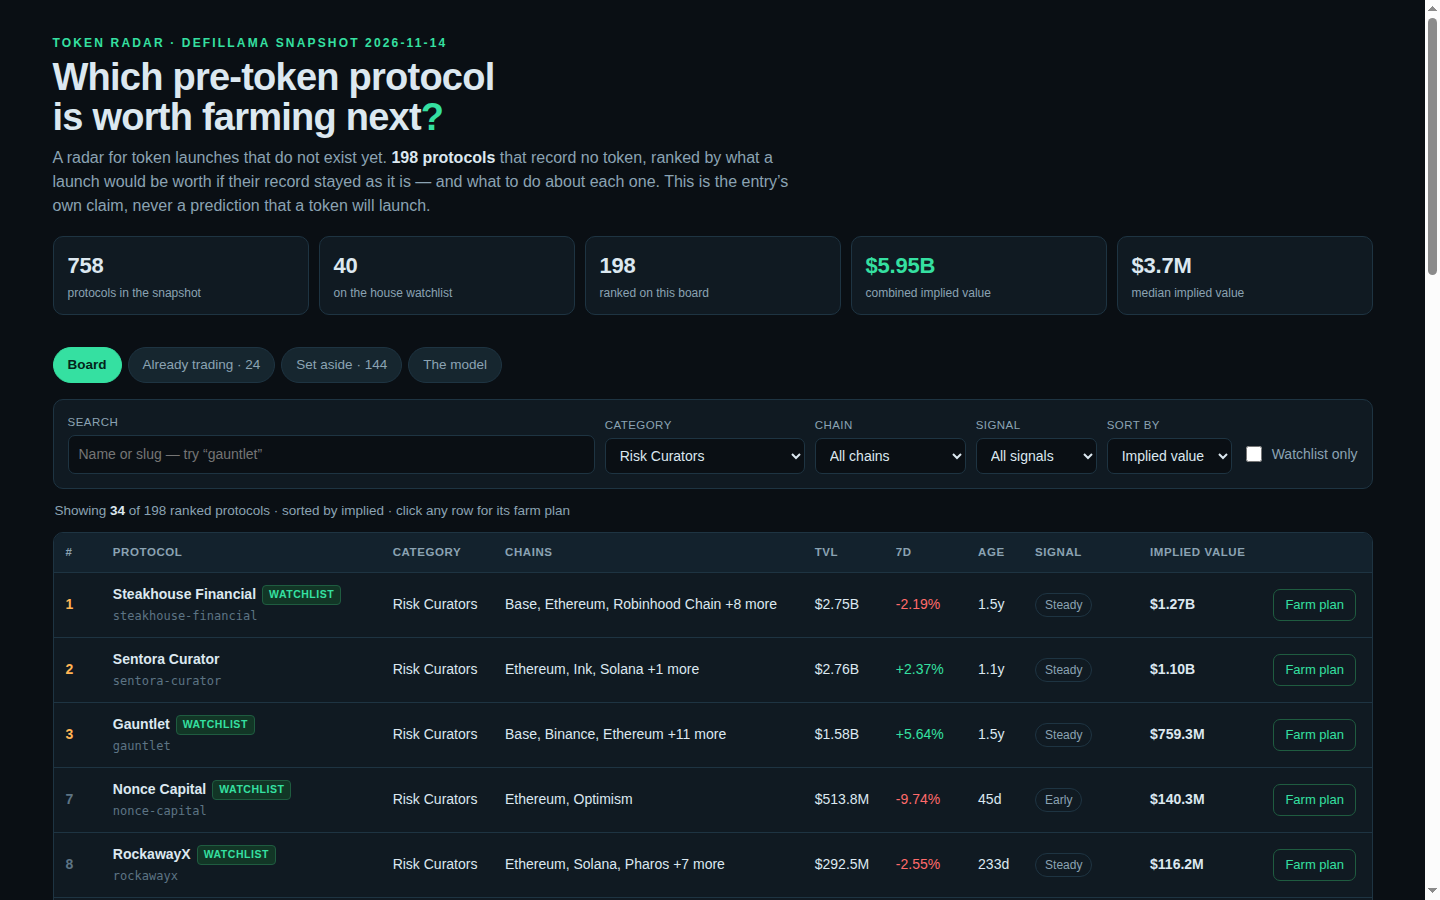 TOKEN RADAR · DEFILLAMA SNAPSHOT 2026-11-14
Which pre-token protocol
is worth farming next?
A radar for token launches that do not exist yet. 198 protocols that record no token, ranked by what a
launch would be worth if their record stayed as it is — and what to do about each one. This is the entry’s
own claim, never a prediction that a token will launch.
758
protocols in the snapshot
40
on the house watchlist
198
ranked on this board
$5.95B
combined implied value
$3.7M
median implied value
Board
Already trading · 24
Set aside · 144
The model
SEARCH
Name or slug — try “gauntlet”
CATEGORY
Risk Curators
CHAIN
All chains
SIGNAL
All signals
SORT BY
Implied value
Watchlist only
Showing 34 of 198 ranked protocols · sorted by implied · click any row for its farm plan
# PROTOCOL CATEGORY CHAINS TVL 7D AGE SIGNAL IMPLIED VALUE
1 Steakhouse Financial WATCHLIST Risk Curators Base, Ethereum, Robinhood Chain +8 more $2.75B -2.19% 1.5y Steady $1.27B Farm plan
steakhouse-financial
2 Sentora Curator Risk Curators Ethereum, Ink, Solana +1 more $2.76B +2.37% 1.1y Steady $1.10B Farm plan
sentora-curator
3 Gauntlet WATCHLIST Risk Curators Base, Binance, Ethereum +11 more $1.58B +5.64% 1.5y Steady $759.3M Farm plan
gauntlet
7 Nonce Capital WATCHLIST Risk Curators Ethereum, Optimism $513.8M -9.74% 45d Early $140.3M Farm plan
nonce-capital
8 RockawayX WATCHLIST Risk Curators Ethereum, Solana, Pharos +7 more $292.5M -2.55% 233d Steady $116.2M Farm plan
rockawayx